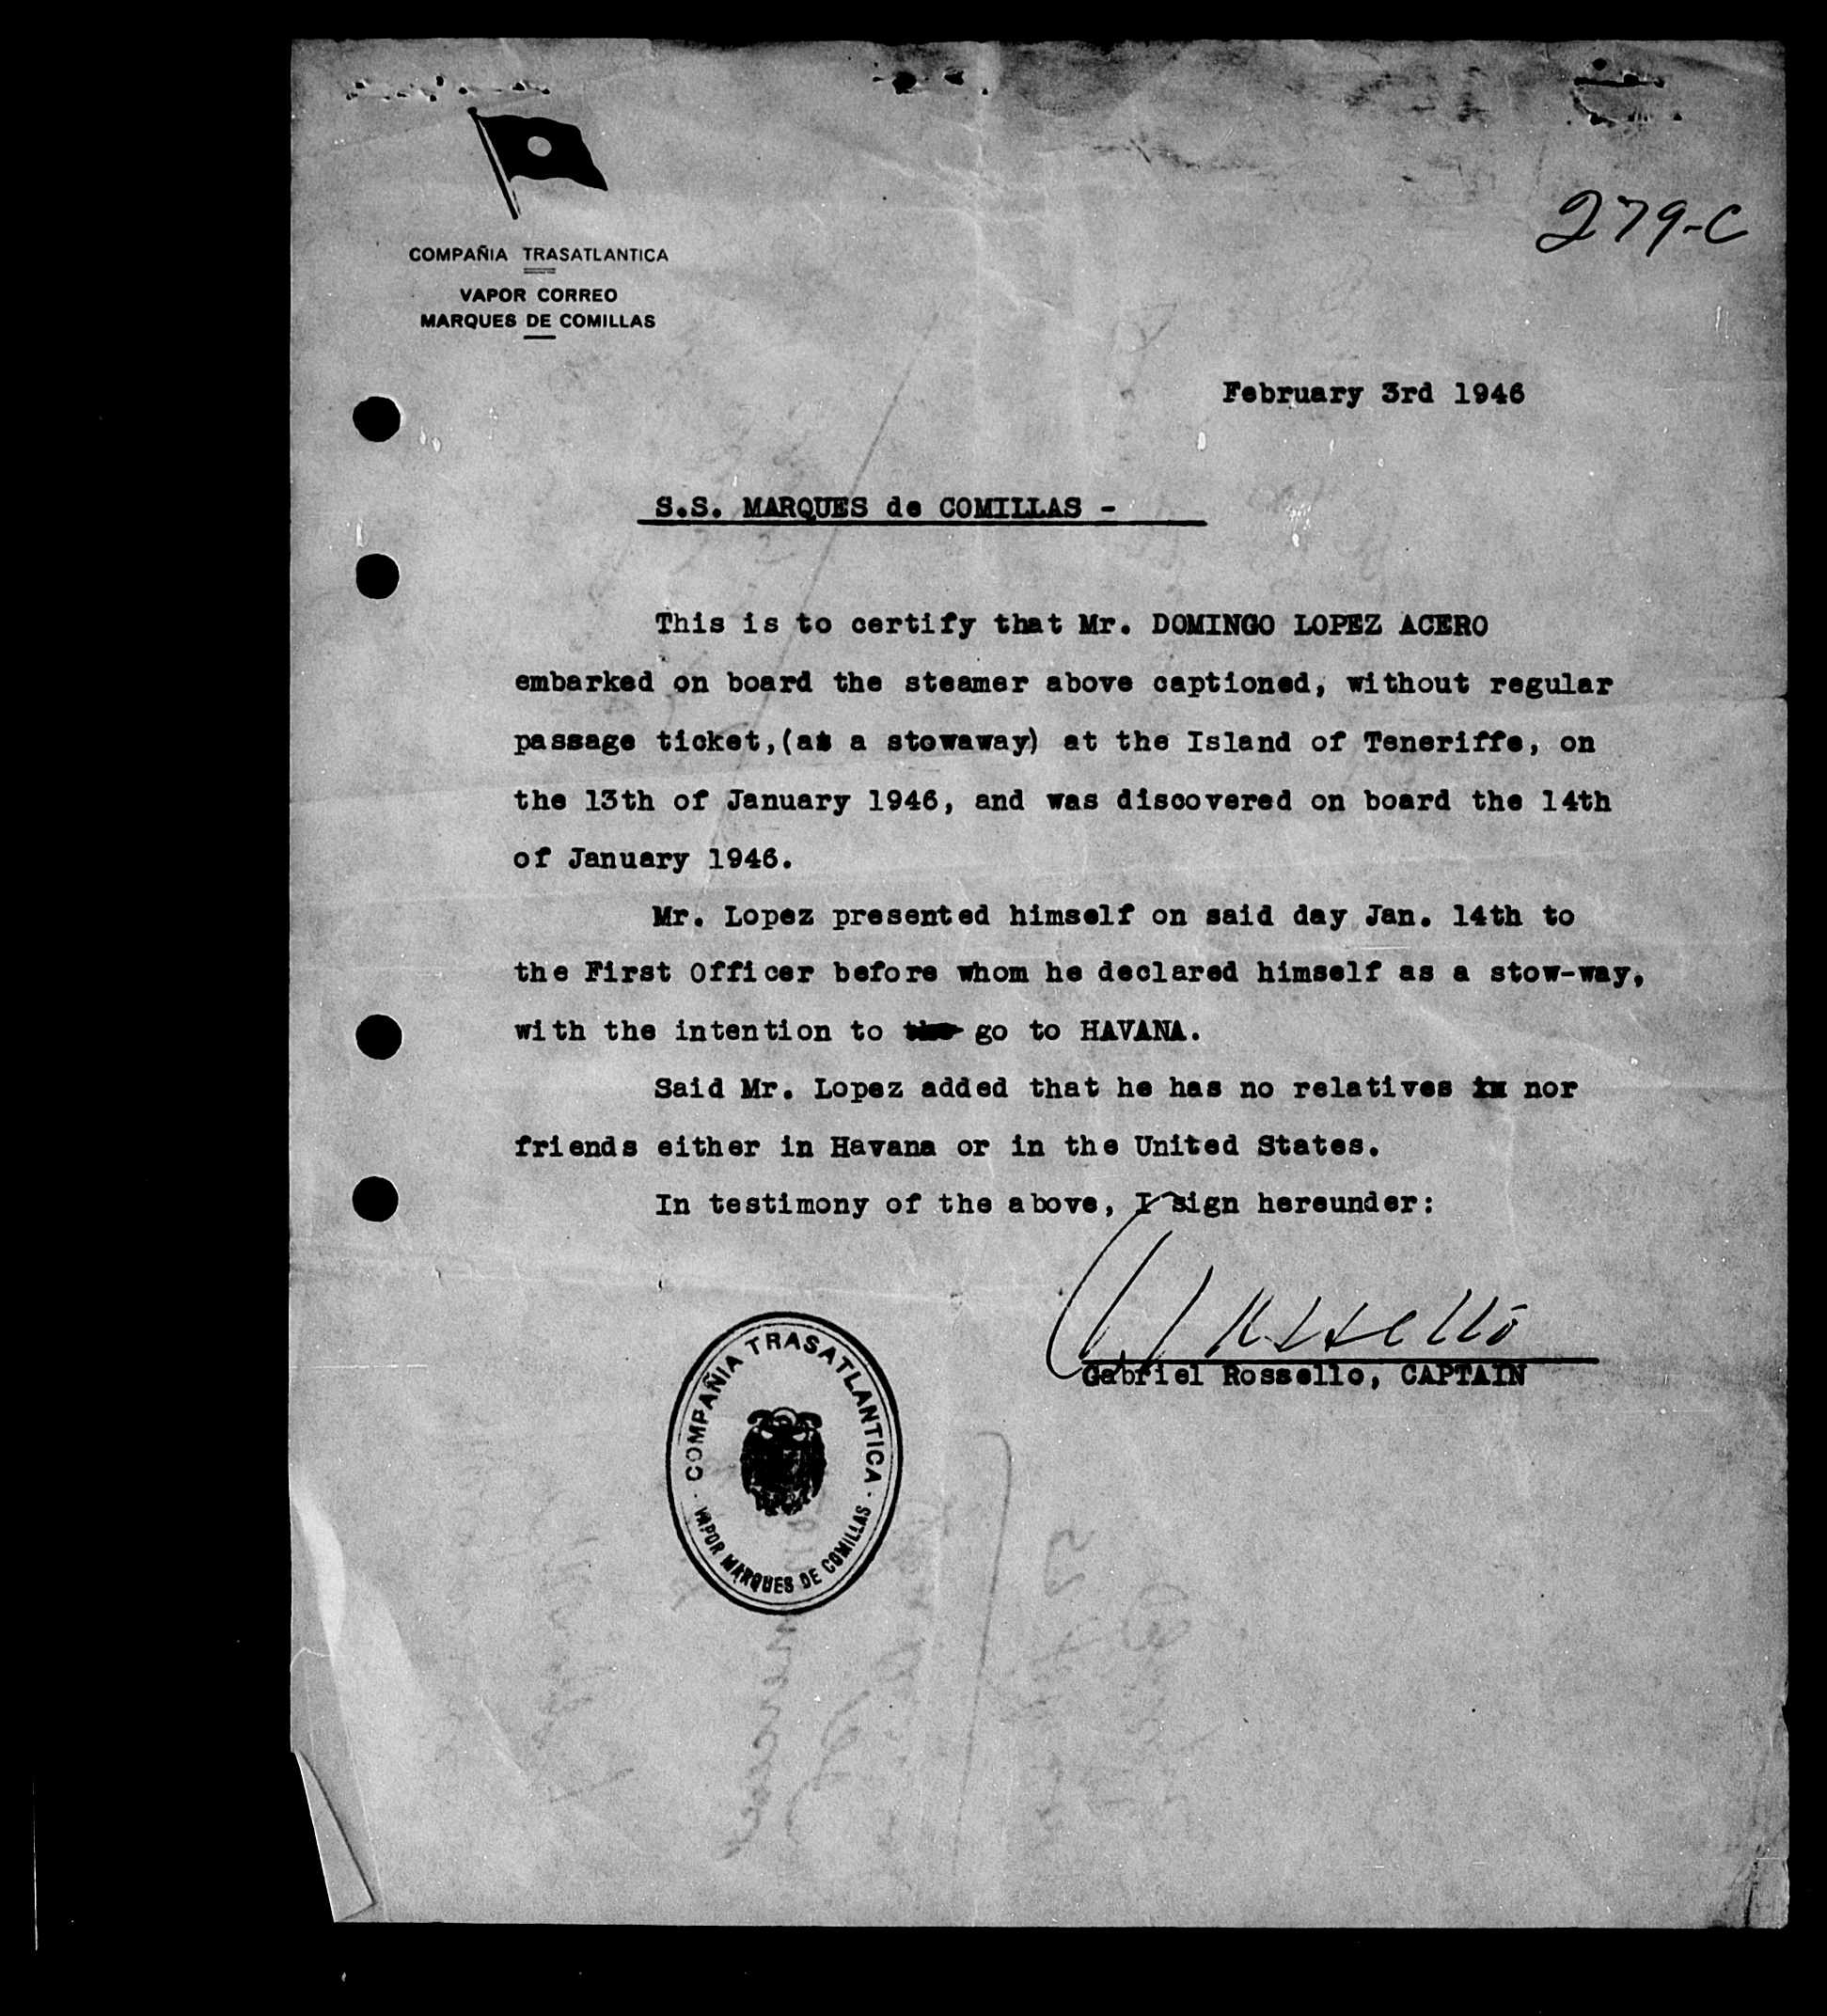 279-C
COMPAÑIA TRASATLANTICA
VAPOR CORREO
MARQUES DE COMILLAS
February 3rd 1946
S.S. MARQUES de COMILLAS -
This is to certify that Mr. DOMINGO LOPEZ ACERO
embarked on board the steamer above captioned, without regular
passage ticket,(as a stowaway) at the Island of Teneriffe, on
the 13th of January 1946, and was discovered on board the 14th
of January 1946.
Mr. Lopez presented himself on said day Jan. 14th to
the First Officer before whom he declared himself as a stow-way,
with the intention to go to HAVANA.
Said Mr. Lopez added that he has no relatives nor
friends either in Havana or in the United States.
In testimony of the above, I sign hereunder:
G. Rossello
Gabriel Rossello, CAPTAIN
COMPAÑIA TRASATLANTICA
VAPOR MARQUES DE COMILLAS